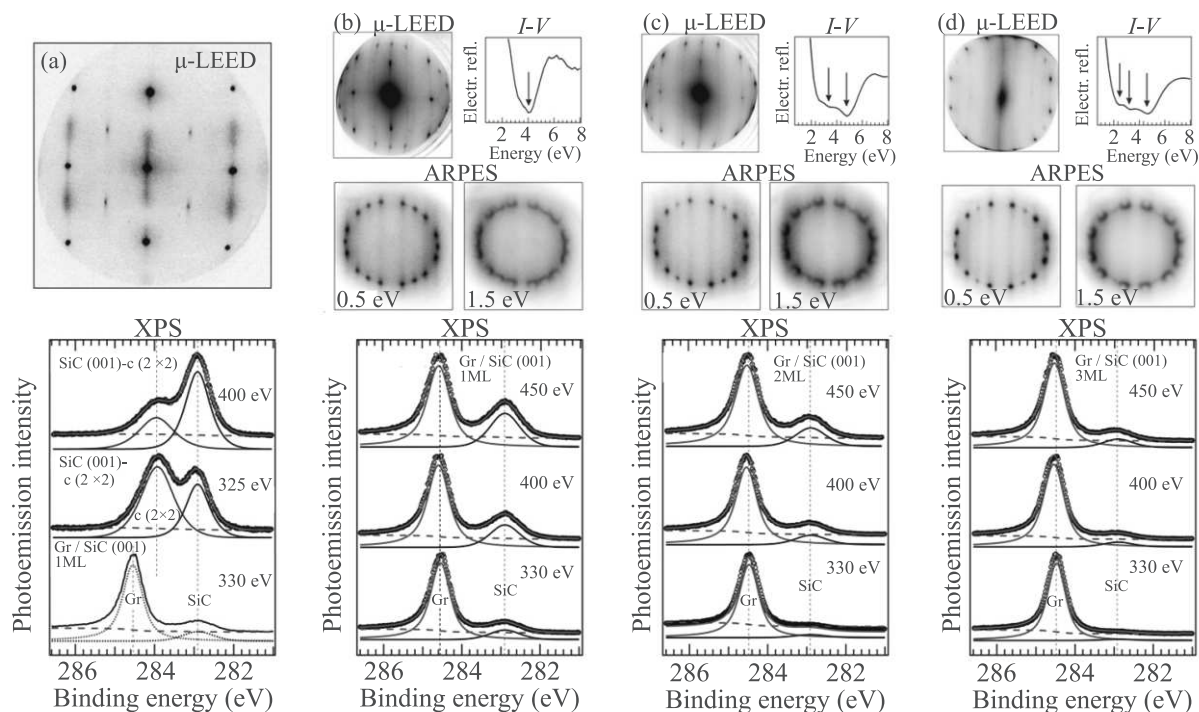 (a)
μ-LEED
(b)
μ-LEED
I-V
Electr. refl.
2 4 6 8
Energy (eV)
ARPES
0.5 eV
1.5 eV
(c)
μ-LEED
I-V
Electr. refl.
2 4 6 8
Energy (eV)
ARPES
0.5 eV
1.5 eV
(d)
μ-LEED
I-V
Electr. refl.
2 4 6 8
Energy (eV)
ARPES
0.5 eV
1.5 eV
XPS
Photoemission intensity
SiC (001)-c (2 ×2)
400 eV
SiC (001)-
c (2 ×2)
325 eV
c (2×2)
Gr / SiC (001)
1ML
330 eV
Gr
SiC
286 284 282
Binding energy (eV)
XPS
Photoemission intensity
Gr / SiC (001)
1ML
450 eV
400 eV
330 eV
Gr
SiC
286 284 282
Binding energy (eV)
XPS
Photoemission intensity
Gr / SiC (001)
2ML
450 eV
400 eV
330 eV
Gr
SiC
286 284 282
Binding energy (eV)
XPS
Photoemission intensity
Gr / SiC (001)
3ML
450 eV
400 eV
330 eV
Gr
SiC
286 284 282
Binding energy (eV)